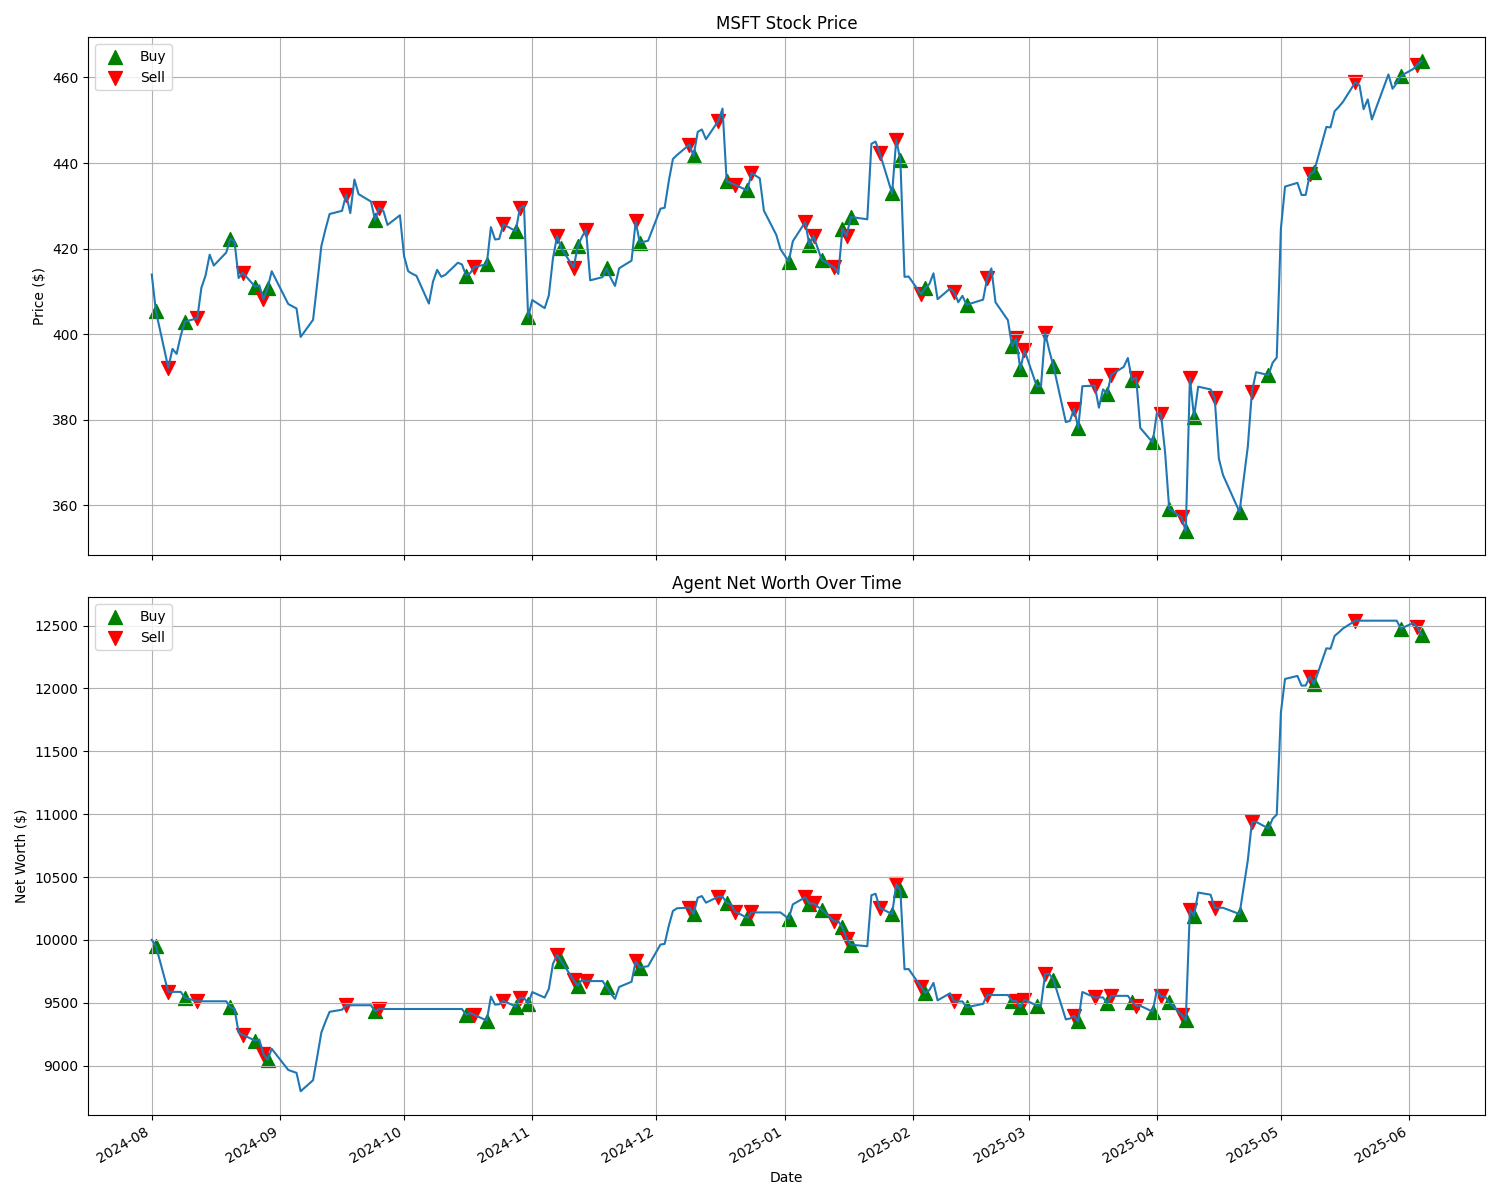 MSFT Stock Price
Buy
Sell
460
440
420
400
380
360
Price ($)
Agent Net Worth Over Time
Buy
Sell
12500
12000
11500
11000
10500
10000
9500
9000
Net Worth ($)
2024-08
2024-09
2024-10
2024-11
2024-12
2025-01
2025-02
2025-03
2025-04
2025-05
2025-06
Date